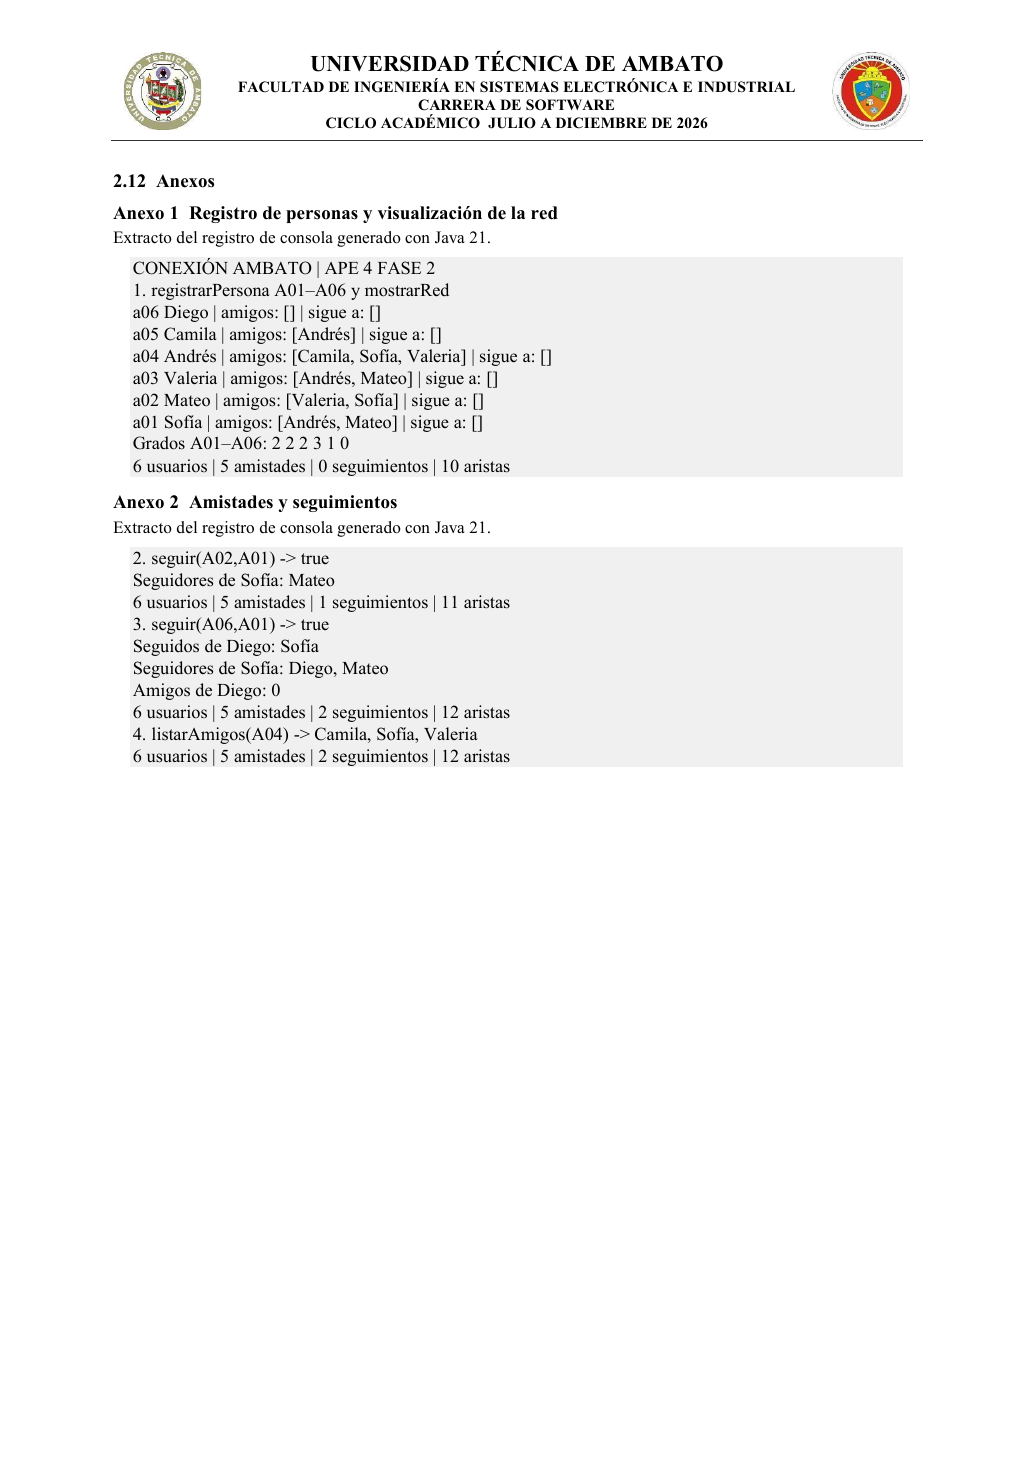 UNIVERSIDAD TÉCNICA DE AMBATO
FACULTAD DE INGENIERÍA EN SISTEMAS ELECTRÓNICA E INDUSTRIAL
CARRERA DE SOFTWARE
CICLO ACADÉMICO  JULIO A DICIEMBRE DE 2026
2.12  Anexos
Anexo 1  Registro de personas y visualización de la red
Extracto del registro de consola generado con Java 21.
CONEXIÓN AMBATO | APE 4 FASE 2
1. registrarPersona A01–A06 y mostrarRed
a06 Diego | amigos: [] | sigue a: []
a05 Camila | amigos: [Andrés] | sigue a: []
a04 Andrés | amigos: [Camila, Sofía, Valeria] | sigue a: []
a03 Valeria | amigos: [Andrés, Mateo] | sigue a: []
a02 Mateo | amigos: [Valeria, Sofía] | sigue a: []
a01 Sofía | amigos: [Andrés, Mateo] | sigue a: []
Grados A01–A06: 2 2 2 3 1 0
6 usuarios | 5 amistades | 0 seguimientos | 10 aristas
Anexo 2  Amistades y seguimientos
Extracto del registro de consola generado con Java 21.
2. seguir(A02,A01) -> true
Seguidores de Sofía: Mateo
6 usuarios | 5 amistades | 1 seguimientos | 11 aristas
3. seguir(A06,A01) -> true
Seguidos de Diego: Sofía
Seguidores de Sofía: Diego, Mateo
Amigos de Diego: 0
6 usuarios | 5 amistades | 2 seguimientos | 12 aristas
4. listarAmigos(A04) -> Camila, Sofía, Valeria
6 usuarios | 5 amistades | 2 seguimientos | 12 aristas